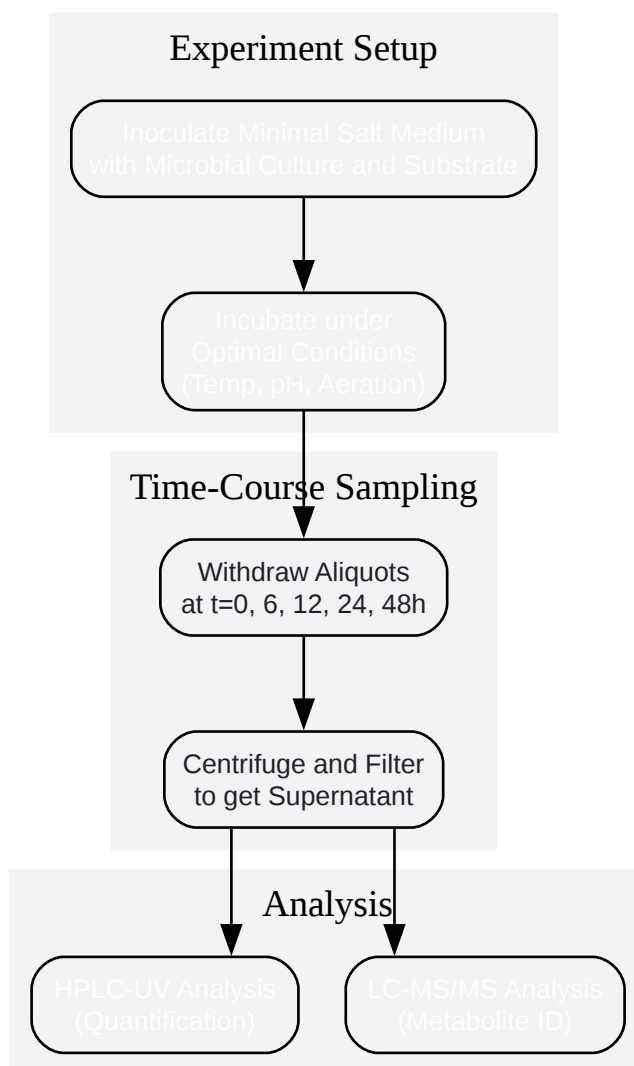 Experiment Setup
Inoculate Minimal Salt Medium
with Microbial Culture and Substrate
Incubate under
Optimal Conditions
(Temp, pH, Aeration)
Time-Course Sampling
Withdraw Aliquots
at t=0, 6, 12, 24, 48h
Centrifuge and Filter
to get Supernatant
Analysis
HPLC-UV Analysis
(Quantification)
LC-MS/MS Analysis
(Metabolite ID)